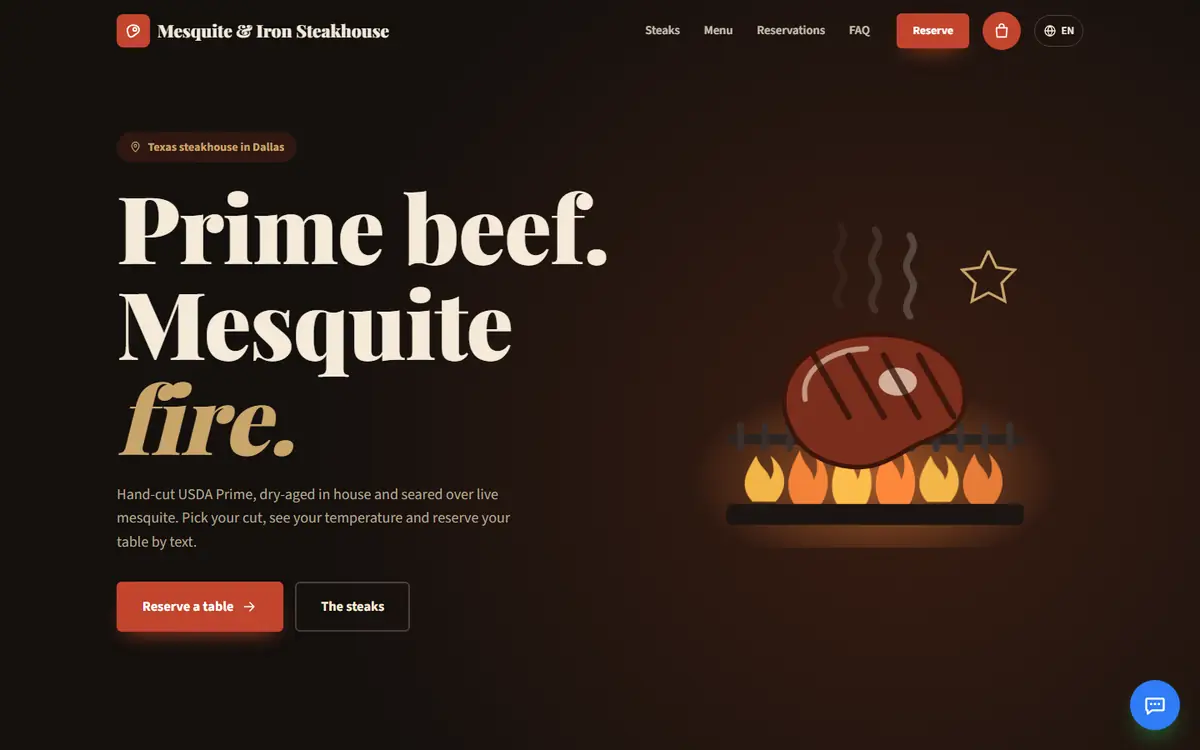 Mesquite & Iron Steakhouse
Steaks
Menu
Reservations
FAQ
Reserve
EN
Texas steakhouse in Dallas
Prime beef.
Mesquite
fire.
Hand-cut USDA Prime, dry-aged in house and seared over live
mesquite. Pick your cut, see your temperature and reserve your
table by text.
Reserve a table
The steaks